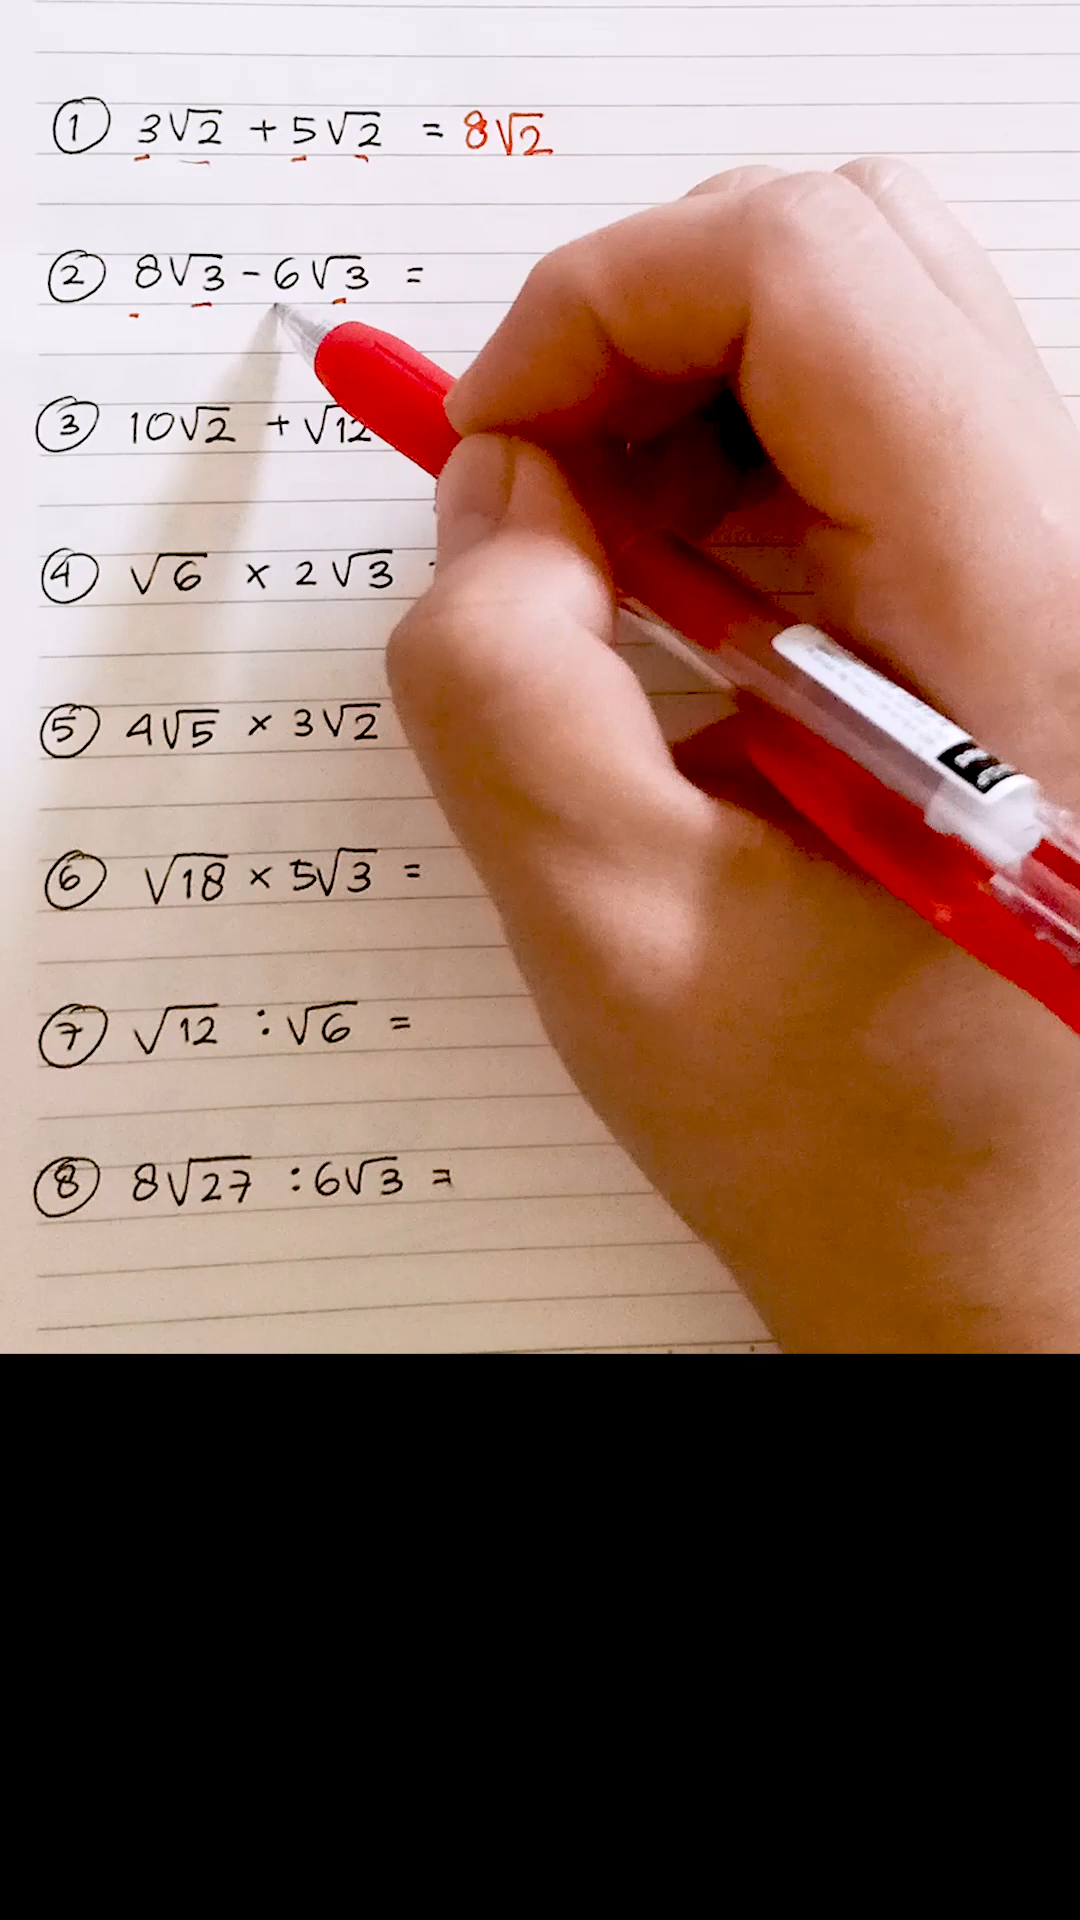 ① 3√2 + 5√2 = 8√2
② 8√3 - 6√3 =
③ 10√2 + √12
④ √6 × 2√3
⑤ 4√5 × 3√2
⑥ √18 × 5√3 =
⑦ √12 : √6 =
⑧ 8√27 : 6√3 =